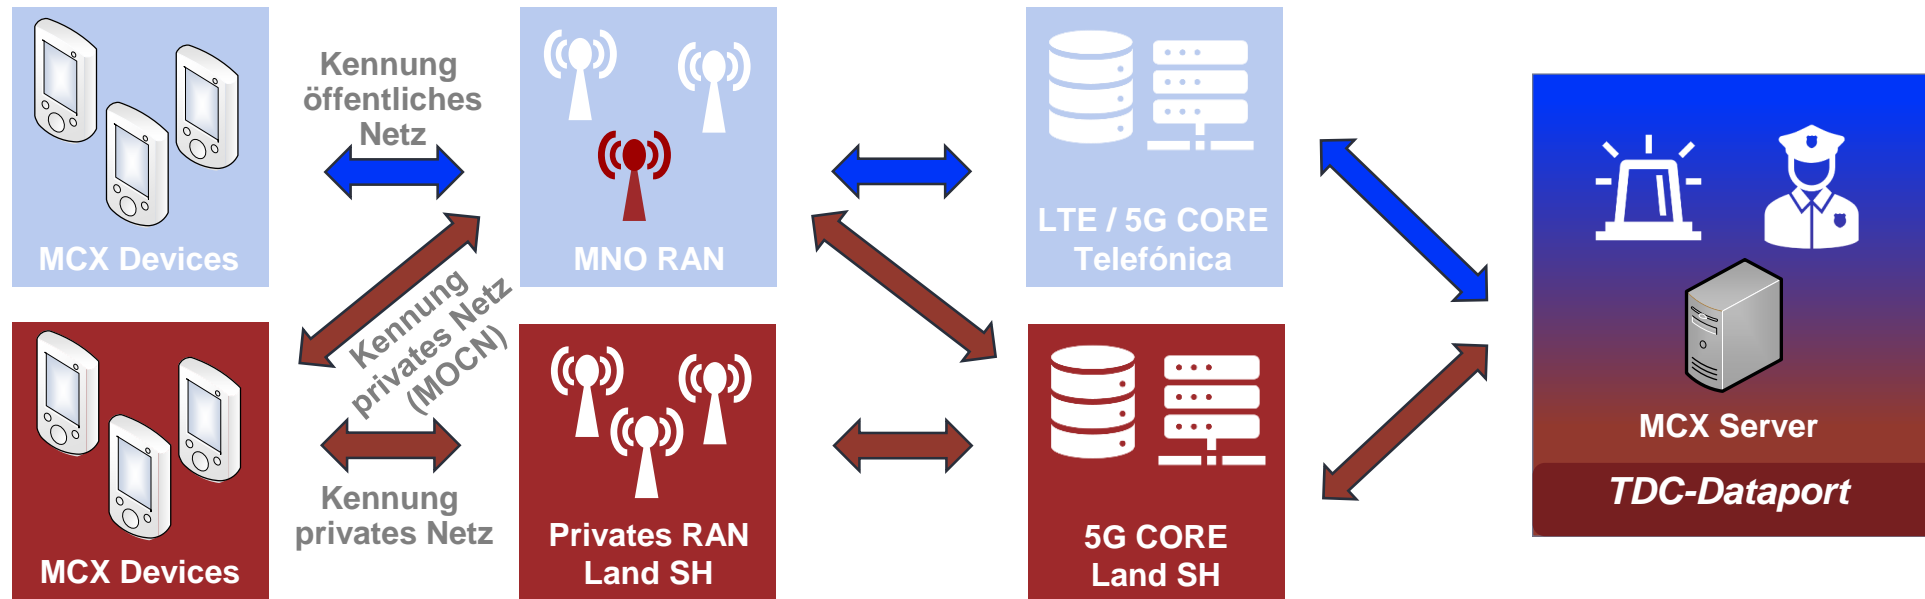 Kennung
öffentliches
Netz
MCX Devices
MNO RAN
LTE / 5G CORE
Telefónica
Kennung
privates Netz
(MOCN)
MCX Server
TDC-Dataport
Kennung
privates Netz
MCX Devices
Privates RAN
Land SH
5G CORE
Land SH